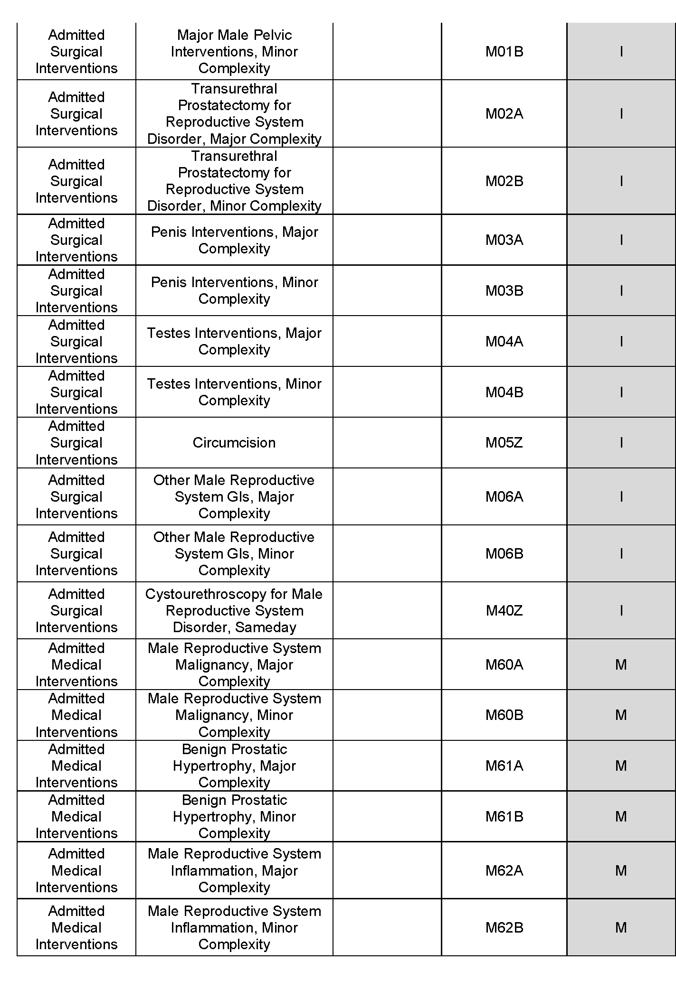 Admitted
Surgical
Interventions
Major Male Pelvic
Interventions, Minor
Complexity
M01B
I
Admitted
Surgical
Interventions
Transurethral
Prostatectomy for
Reproductive System
Disorder, Major Complexity
M02A
I
Admitted
Surgical
Interventions
Transurethral
Prostatectomy for
Reproductive System
Disorder, Minor Complexity
M02B
I
Admitted
Surgical
Interventions
Penis Interventions, Major
Complexity
M03A
I
Admitted
Surgical
Interventions
Penis Interventions, Minor
Complexity
M03B
I
Admitted
Surgical
Interventions
Testes Interventions, Major
Complexity
M04A
I
Admitted
Surgical
Interventions
Testes Interventions, Minor
Complexity
M04B
I
Admitted
Surgical
Interventions
Circumcision
M05Z
I
Admitted
Surgical
Interventions
Other Male Reproductive
System GIs, Major
Complexity
M06A
I
Admitted
Surgical
Interventions
Other Male Reproductive
System GIs, Minor
Complexity
M06B
I
Admitted
Surgical
Interventions
Cystourethroscopy for Male
Reproductive System
Disorder, Sameday
M40Z
I
Admitted
Medical
Interventions
Male Reproductive System
Malignancy, Major
Complexity
M60A
M
Admitted
Medical
Interventions
Male Reproductive System
Malignancy, Minor
Complexity
M60B
M
Admitted
Medical
Interventions
Benign Prostatic
Hypertrophy, Major
Complexity
M61A
M
Admitted
Medical
Interventions
Benign Prostatic
Hypertrophy, Minor
Complexity
M61B
M
Admitted
Medical
Interventions
Male Reproductive System
Inflammation, Major
Complexity
M62A
M
Admitted
Medical
Interventions
Male Reproductive System
Inflammation, Minor
Complexity
M62B
M